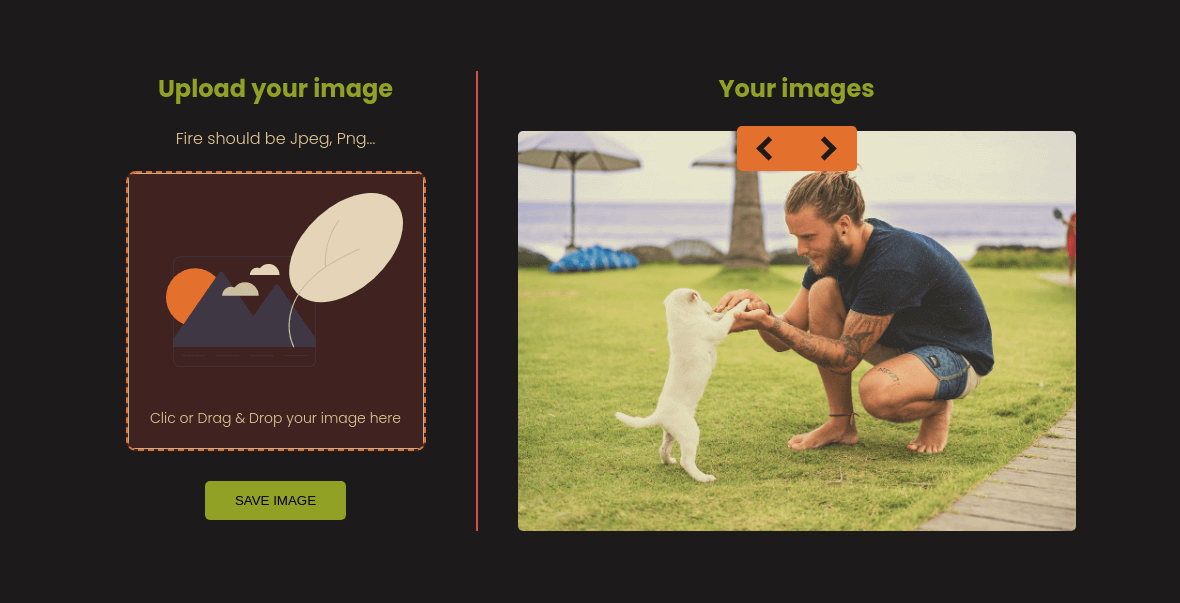 Upload your image
Fire should be Jpeg, Png...
Clic or Drag & Drop your image here
SAVE IMAGE
Your images